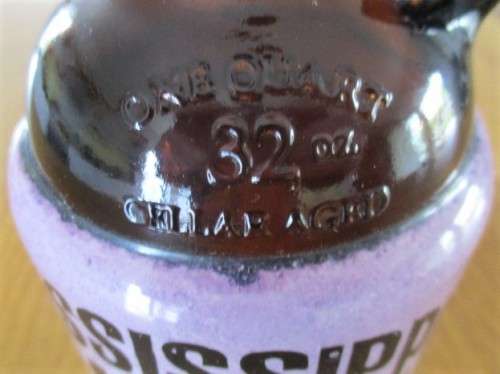 ONE QUART
32 oz.
CELLAR AGED
SSISSIPP